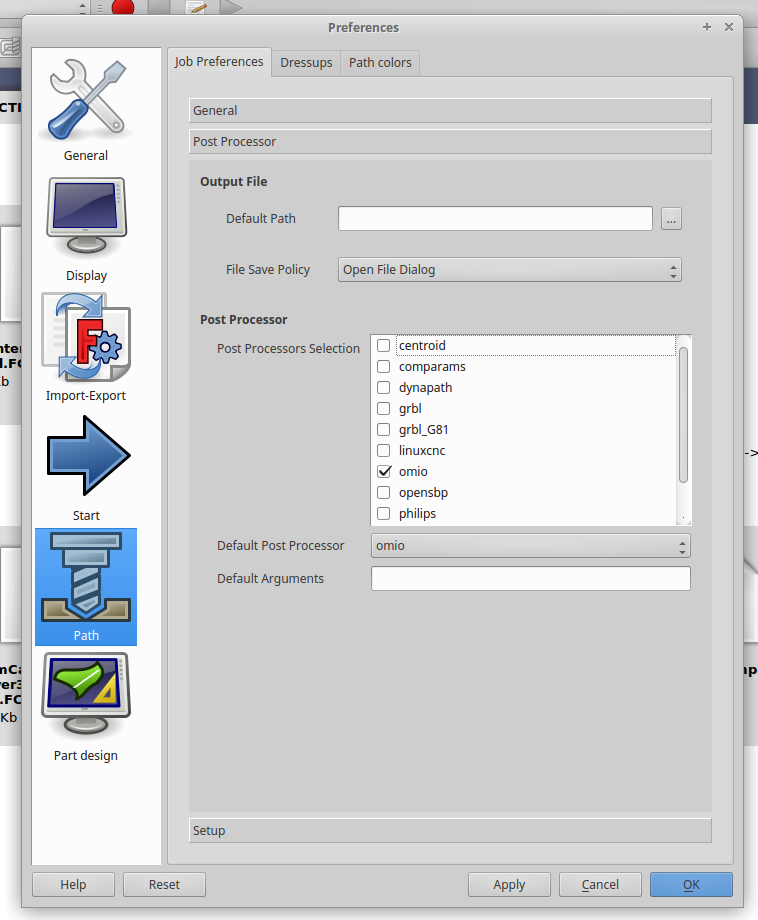 Preferences
Job Preferences Dressups Path colors
General
Display
Import-Export
Start
Path
Part design
General
Post Processor
Output File
Default Path ...
File Save Policy Open File Dialog
Post Processor
Post Processors Selection
centroid
comparams
dynapath
grbl
grbl_G81
linuxcnc
omio
opensbp
philips
Default Post Processor omio
Default Arguments
Setup
Help Reset Apply Cancel OK